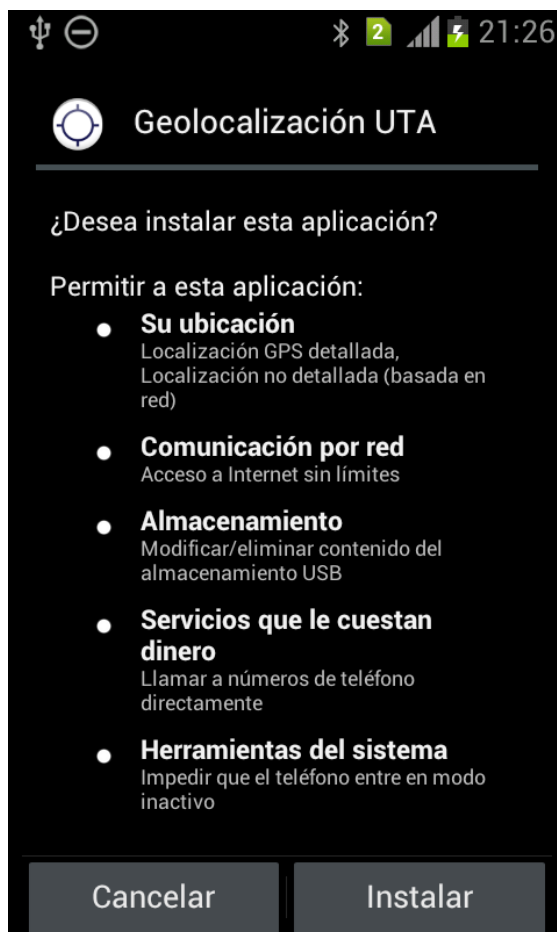 2 21:26
Geolocalización UTA
¿Desea instalar esta aplicación?
Permitir a esta aplicación:
Su ubicación
Localización GPS detallada,
Localización no detallada (basada en
red)
Comunicación por red
Acceso a Internet sin límites
Almacenamiento
Modificar/eliminar contenido del
almacenamiento USB
Servicios que le cuestan
dinero
Llamar a números de teléfono
directamente
Herramientas del sistema
Impedir que el teléfono entre en modo
inactivo
Cancelar Instalar